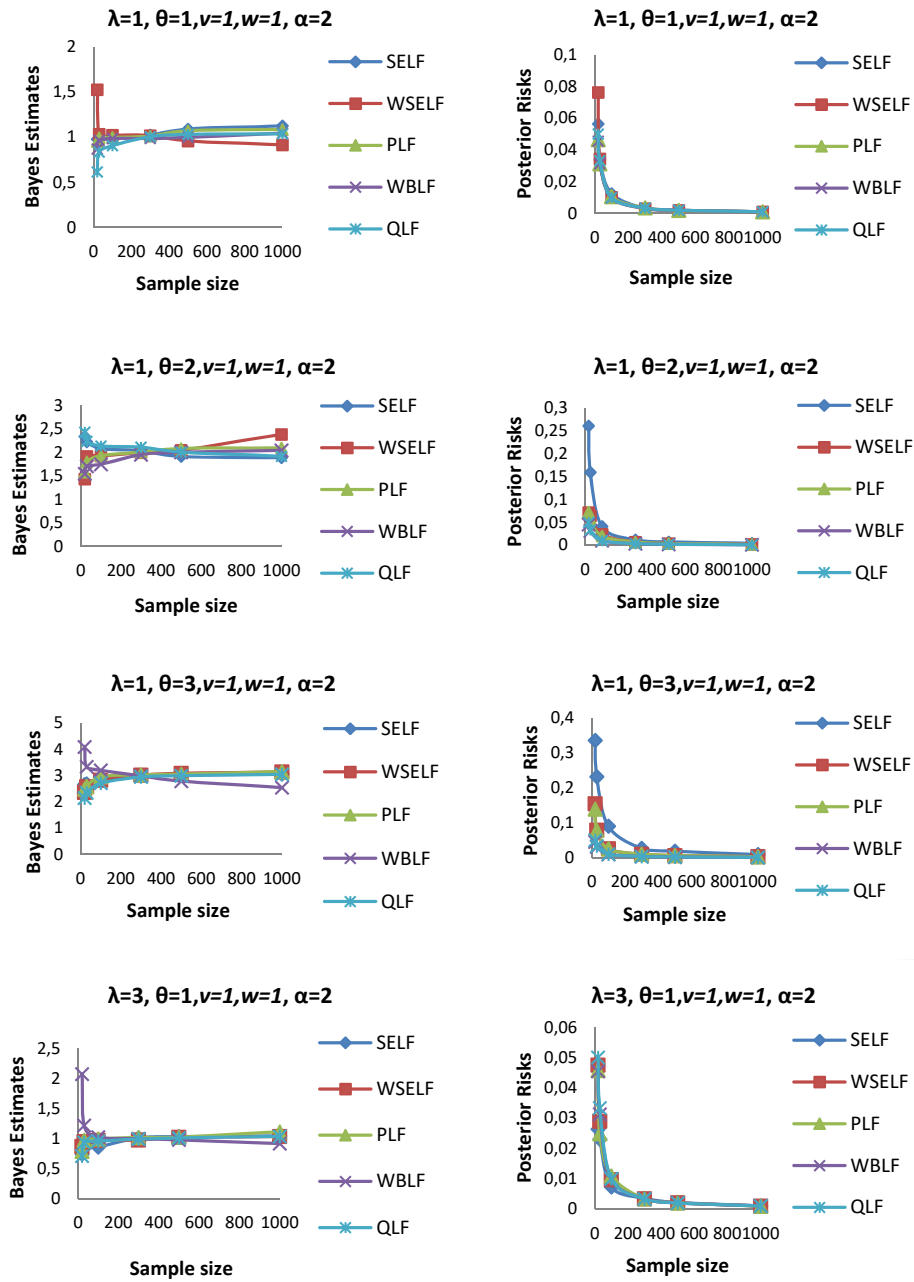 λ=1, θ=1,v=1,w=1, α=2
Bayes Estimates
2
1,5
1
0,5
0
0 200 400 600 800 1000
Sample size
SELF
WSELF
PLF
WBLF
QLF
λ=1, θ=1,v=1,w=1, α=2
Posterior Risks
0,1
0,08
0,06
0,04
0,02
0
0 200 400 600 800 1000
Sample size
SELF
WSELF
PLF
WBLF
QLF
λ=1, θ=2,v=1,w=1, α=2
Bayes Estimates
3
2,5
2
1,5
1
0,5
0
0 200 400 600 800 1000
Sample size
SELF
WSELF
PLF
WBLF
QLF
λ=1, θ=2,v=1,w=1, α=2
Posterior Risks
0,3
0,25
0,2
0,15
0,1
0,05
0
0 200 400 600 800 1000
Sample size
SELF
WSELF
PLF
WBLF
QLF
λ=1, θ=3,v=1,w=1, α=2
Bayes Estimates
5
4
3
2
1
0
0 200 400 600 800 1000
Sample size
SELF
WSELF
PLF
WBLF
QLF
λ=1, θ=3,v=1,w=1, α=2
Posterior Risks
0,4
0,3
0,2
0,1
0
0 200 400 600 800 1000
Sample size
SELF
WSELF
PLF
WBLF
QLF
λ=3, θ=1,v=1,w=1, α=2
Bayes Estimates
2,5
2
1,5
1
0,5
0
0 200 400 600 800 1000
Sample size
SELF
WSELF
PLF
WBLF
QLF
λ=3, θ=1,v=1,w=1, α=2
Posterior Risks
0,06
0,05
0,04
0,03
0,02
0,01
0
0 200 400 600 800 1000
Sample size
SELF
WSELF
PLF
WBLF
QLF